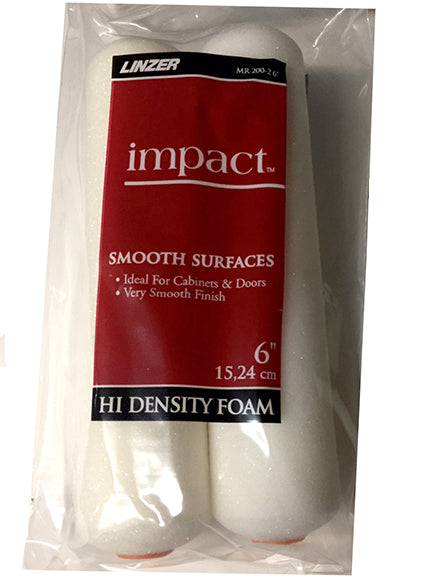 LINZER
MR 200-2 6"
impact™
SMOOTH SURFACES
• Ideal For Cabinets & Doors
• Very Smooth Finish
6"
15,24 cm
HI DENSITY FOAM